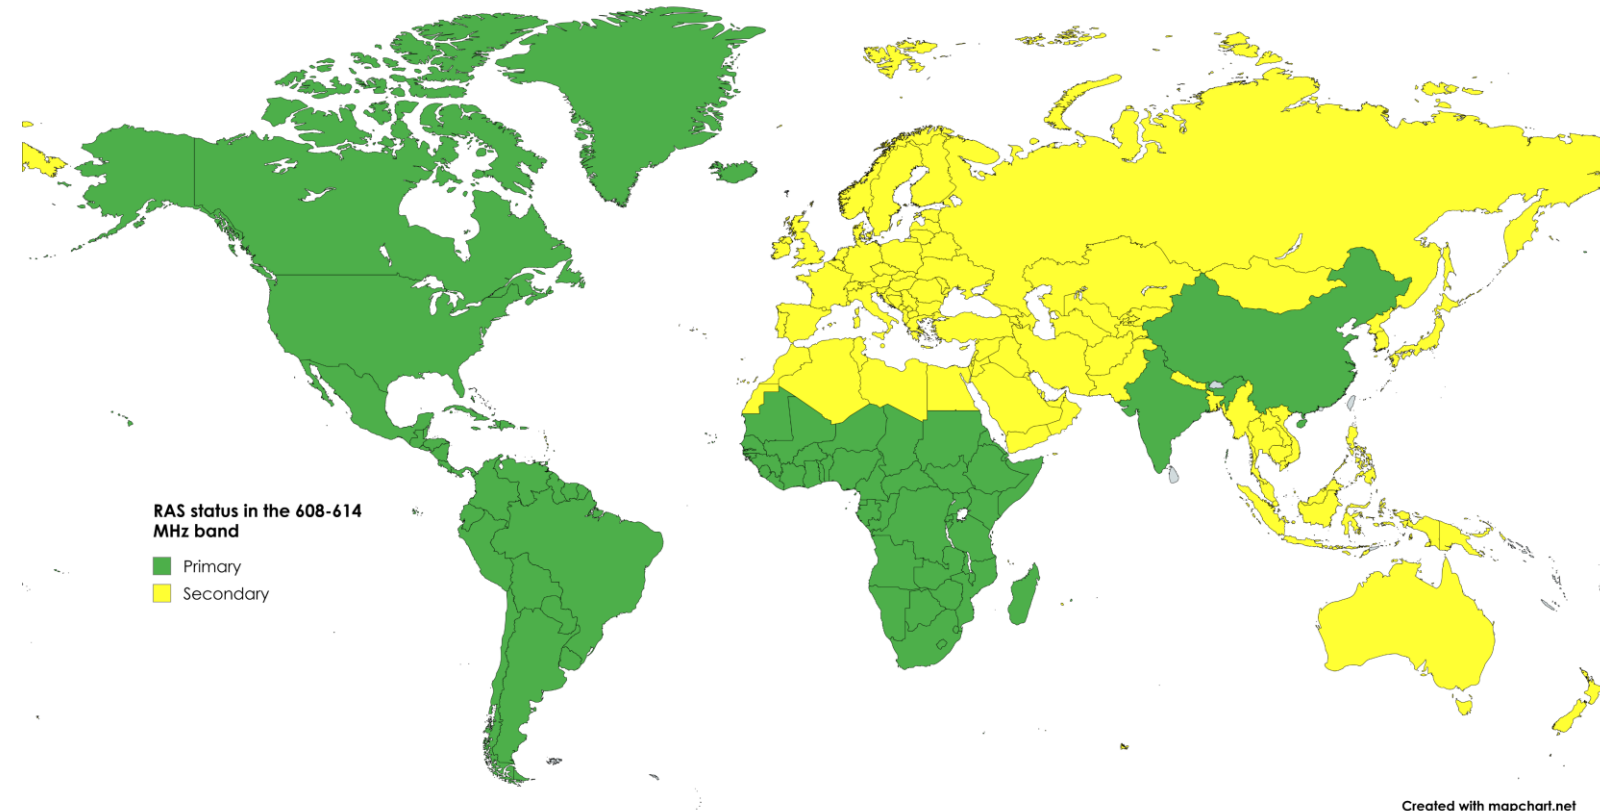 RAS status in the 608-614
MHz band
Primary
Secondary
Created with mapchart.net